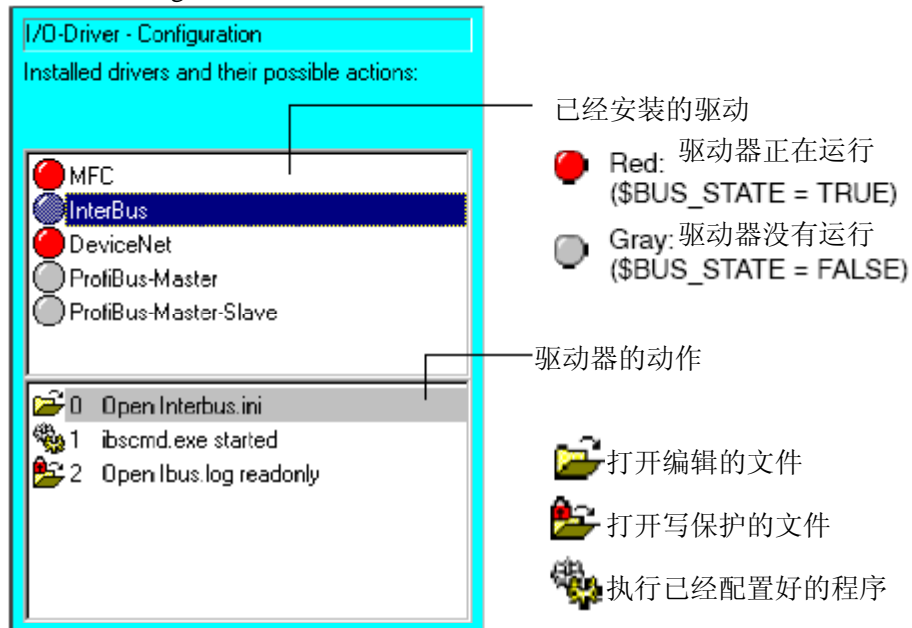 I/O-Driver - Configuration
Installed drivers and their possible actions:
MFC
InterBus
DeviceNet
ProfiBus-Master
ProfiBus-Master-Slave
0 Open Interbus.ini
1 ibscmd.exe started
2 Open Ibus.log readonly
已经安装的驱动
Red: 驱动器正在运行
($BUS_STATE = TRUE)
Gray: 驱动器没有运行
($BUS_STATE = FALSE)
驱动器的动作
打开编辑的文件
打开写保护的文件
执行已经配置好的程序